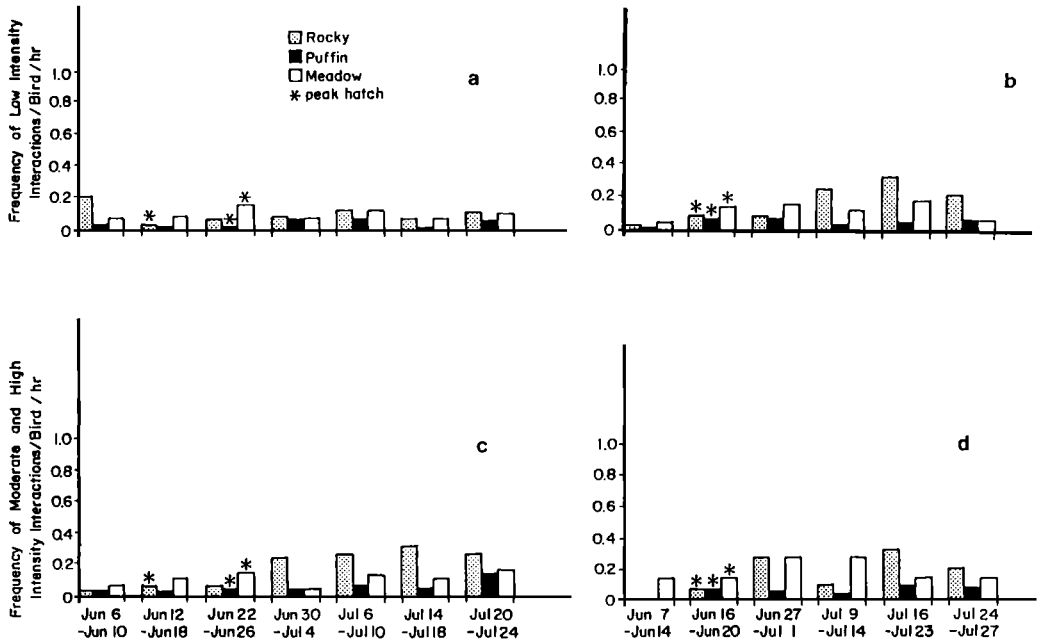 Frequency of Low Intensity
Interactions/Bird/hr
1.0
0.8
0.6
0.4
0.2
0
Rocky
Puffin
Meadow
* peak hatch
a
*
*
*
1.0
0.8
0.6
0.4
0.2
0
b
* * *
Frequency of Moderate and High
Intensity Interactions/Bird/hr
1.0
0.8
0.6
0.4
0.2
0
c
*
*
*
Jun 6 Jun 12 Jun 22 Jun 30 Jul 6 Jul 14 Jul 20
-Jun 10 -Jun 18 -Jun 26 -Jul 4 -Jul 10 -Jul 18 -Jul 24
1.0
0.8
0.6
0.4
0.2
0
d
* * *
Jun 7 Jun 16 Jun 27 Jul 9 Jul 16 Jul 24
-Jun 14 -Jun 20 -Jul 1 -Jul 14 -Jul 23 -Jul 27